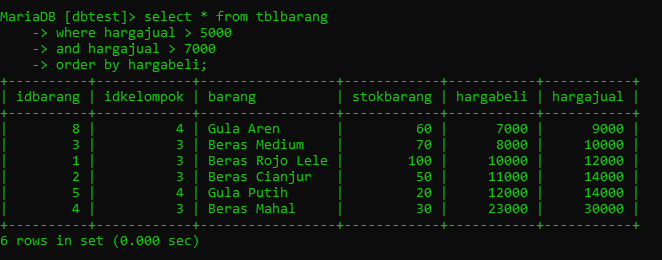 MariaDB [dbtest]> select * from tblbarang
    -> where hargajual > 5000
    -> and hargajual > 7000
    -> order by hargabeli;
+----------+------------+-----------------+------------+-----------+-----------+
| idbarang | idkelompok | barang          | stokbarang | hargabeli | hargajual |
+----------+------------+-----------------+------------+-----------+-----------+
|        8 |          4 | Gula Aren       |         60 |      7000 |      9000 |
|        3 |          3 | Beras Medium    |         70 |      8000 |     10000 |
|        1 |          3 | Beras Rojo Lele |        100 |     10000 |     12000 |
|        2 |          3 | Beras Cianjur   |         50 |     11000 |     14000 |
|        5 |          4 | Gula Putih      |         20 |     12000 |     14000 |
|        4 |          3 | Beras Mahal     |         30 |     23000 |     30000 |
+----------+------------+-----------------+------------+-----------+-----------+
6 rows in set (0.000 sec)